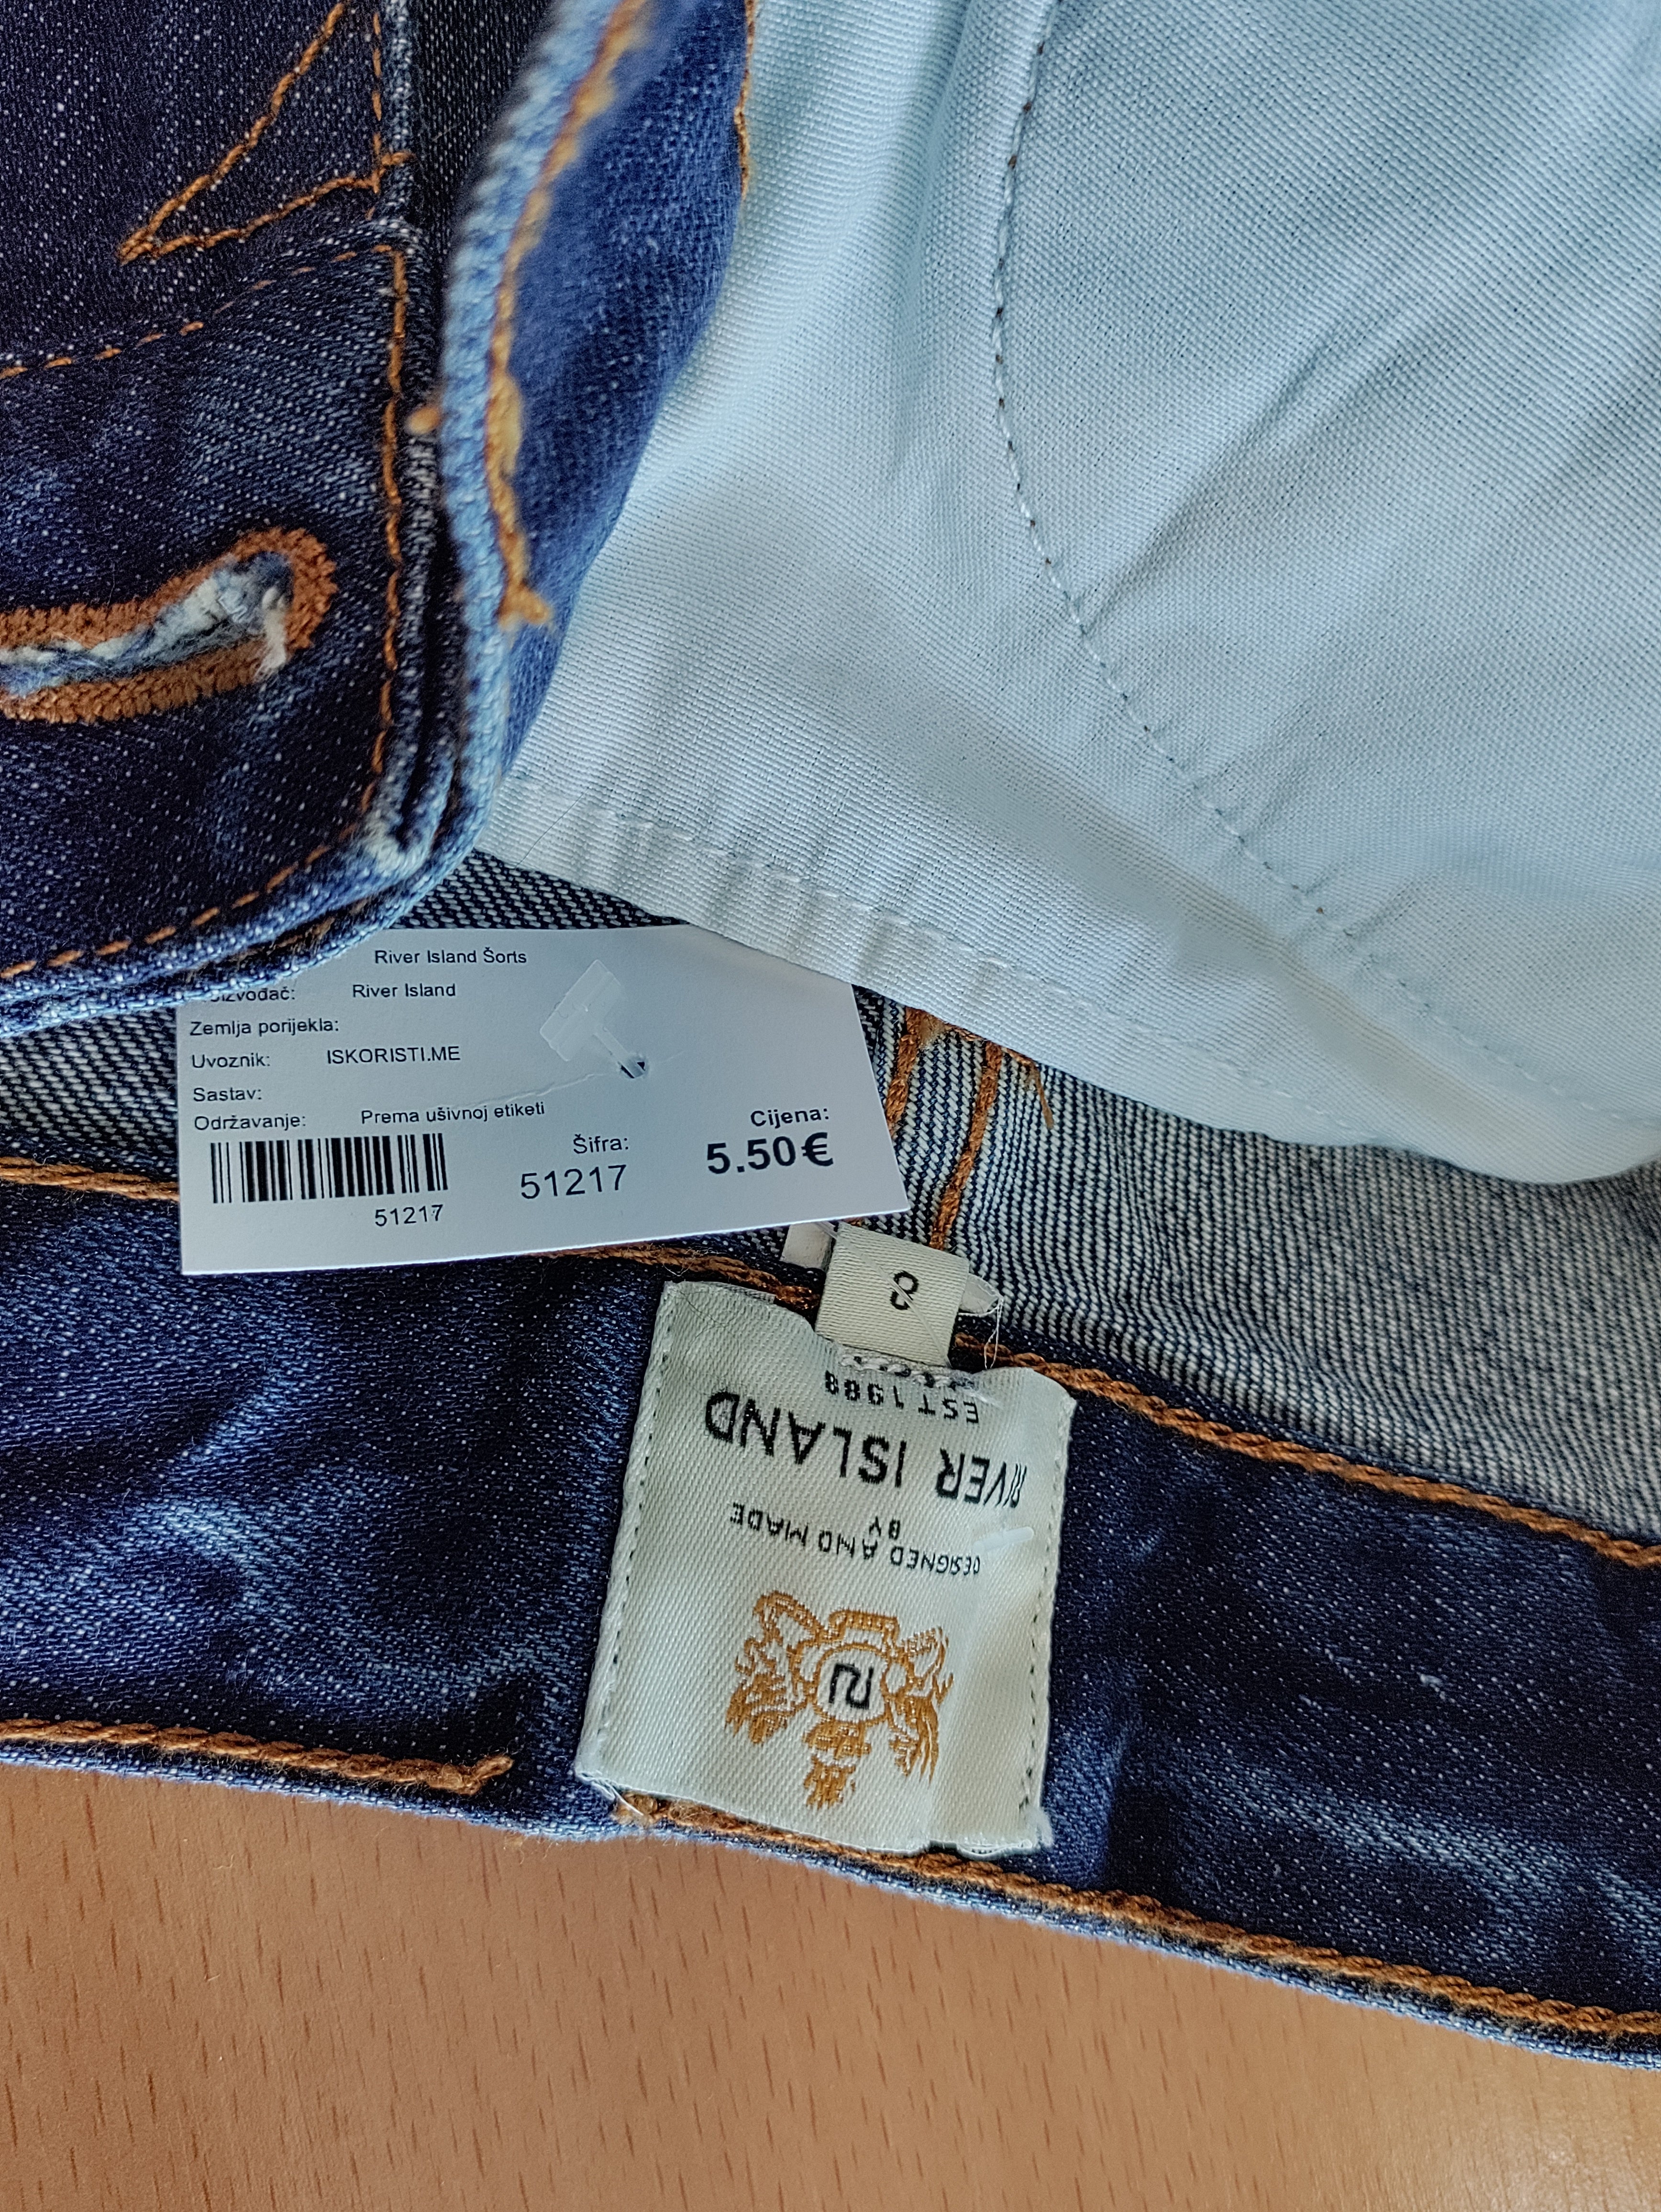 River Island Šorts
oizvođač: River Island
Zemlja porijekla:
Uvoznik: ISKORISTI.ME
Sastav:
Održavanje: Prema ušivnoj etiketi
Cijena:
5.50€
Šifra:
51217
51217
DESIGNED AND MADE
BY
RIVER ISLAND
EST 1988